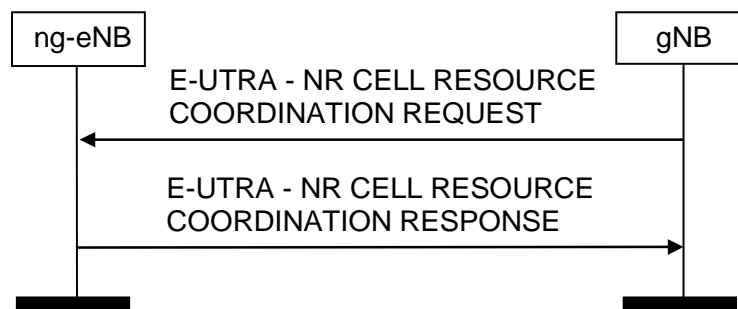 ng-eNB
gNB
E-UTRA - NR CELL RESOURCE
COORDINATION REQUEST
E-UTRA - NR CELL RESOURCE
COORDINATION RESPONSE